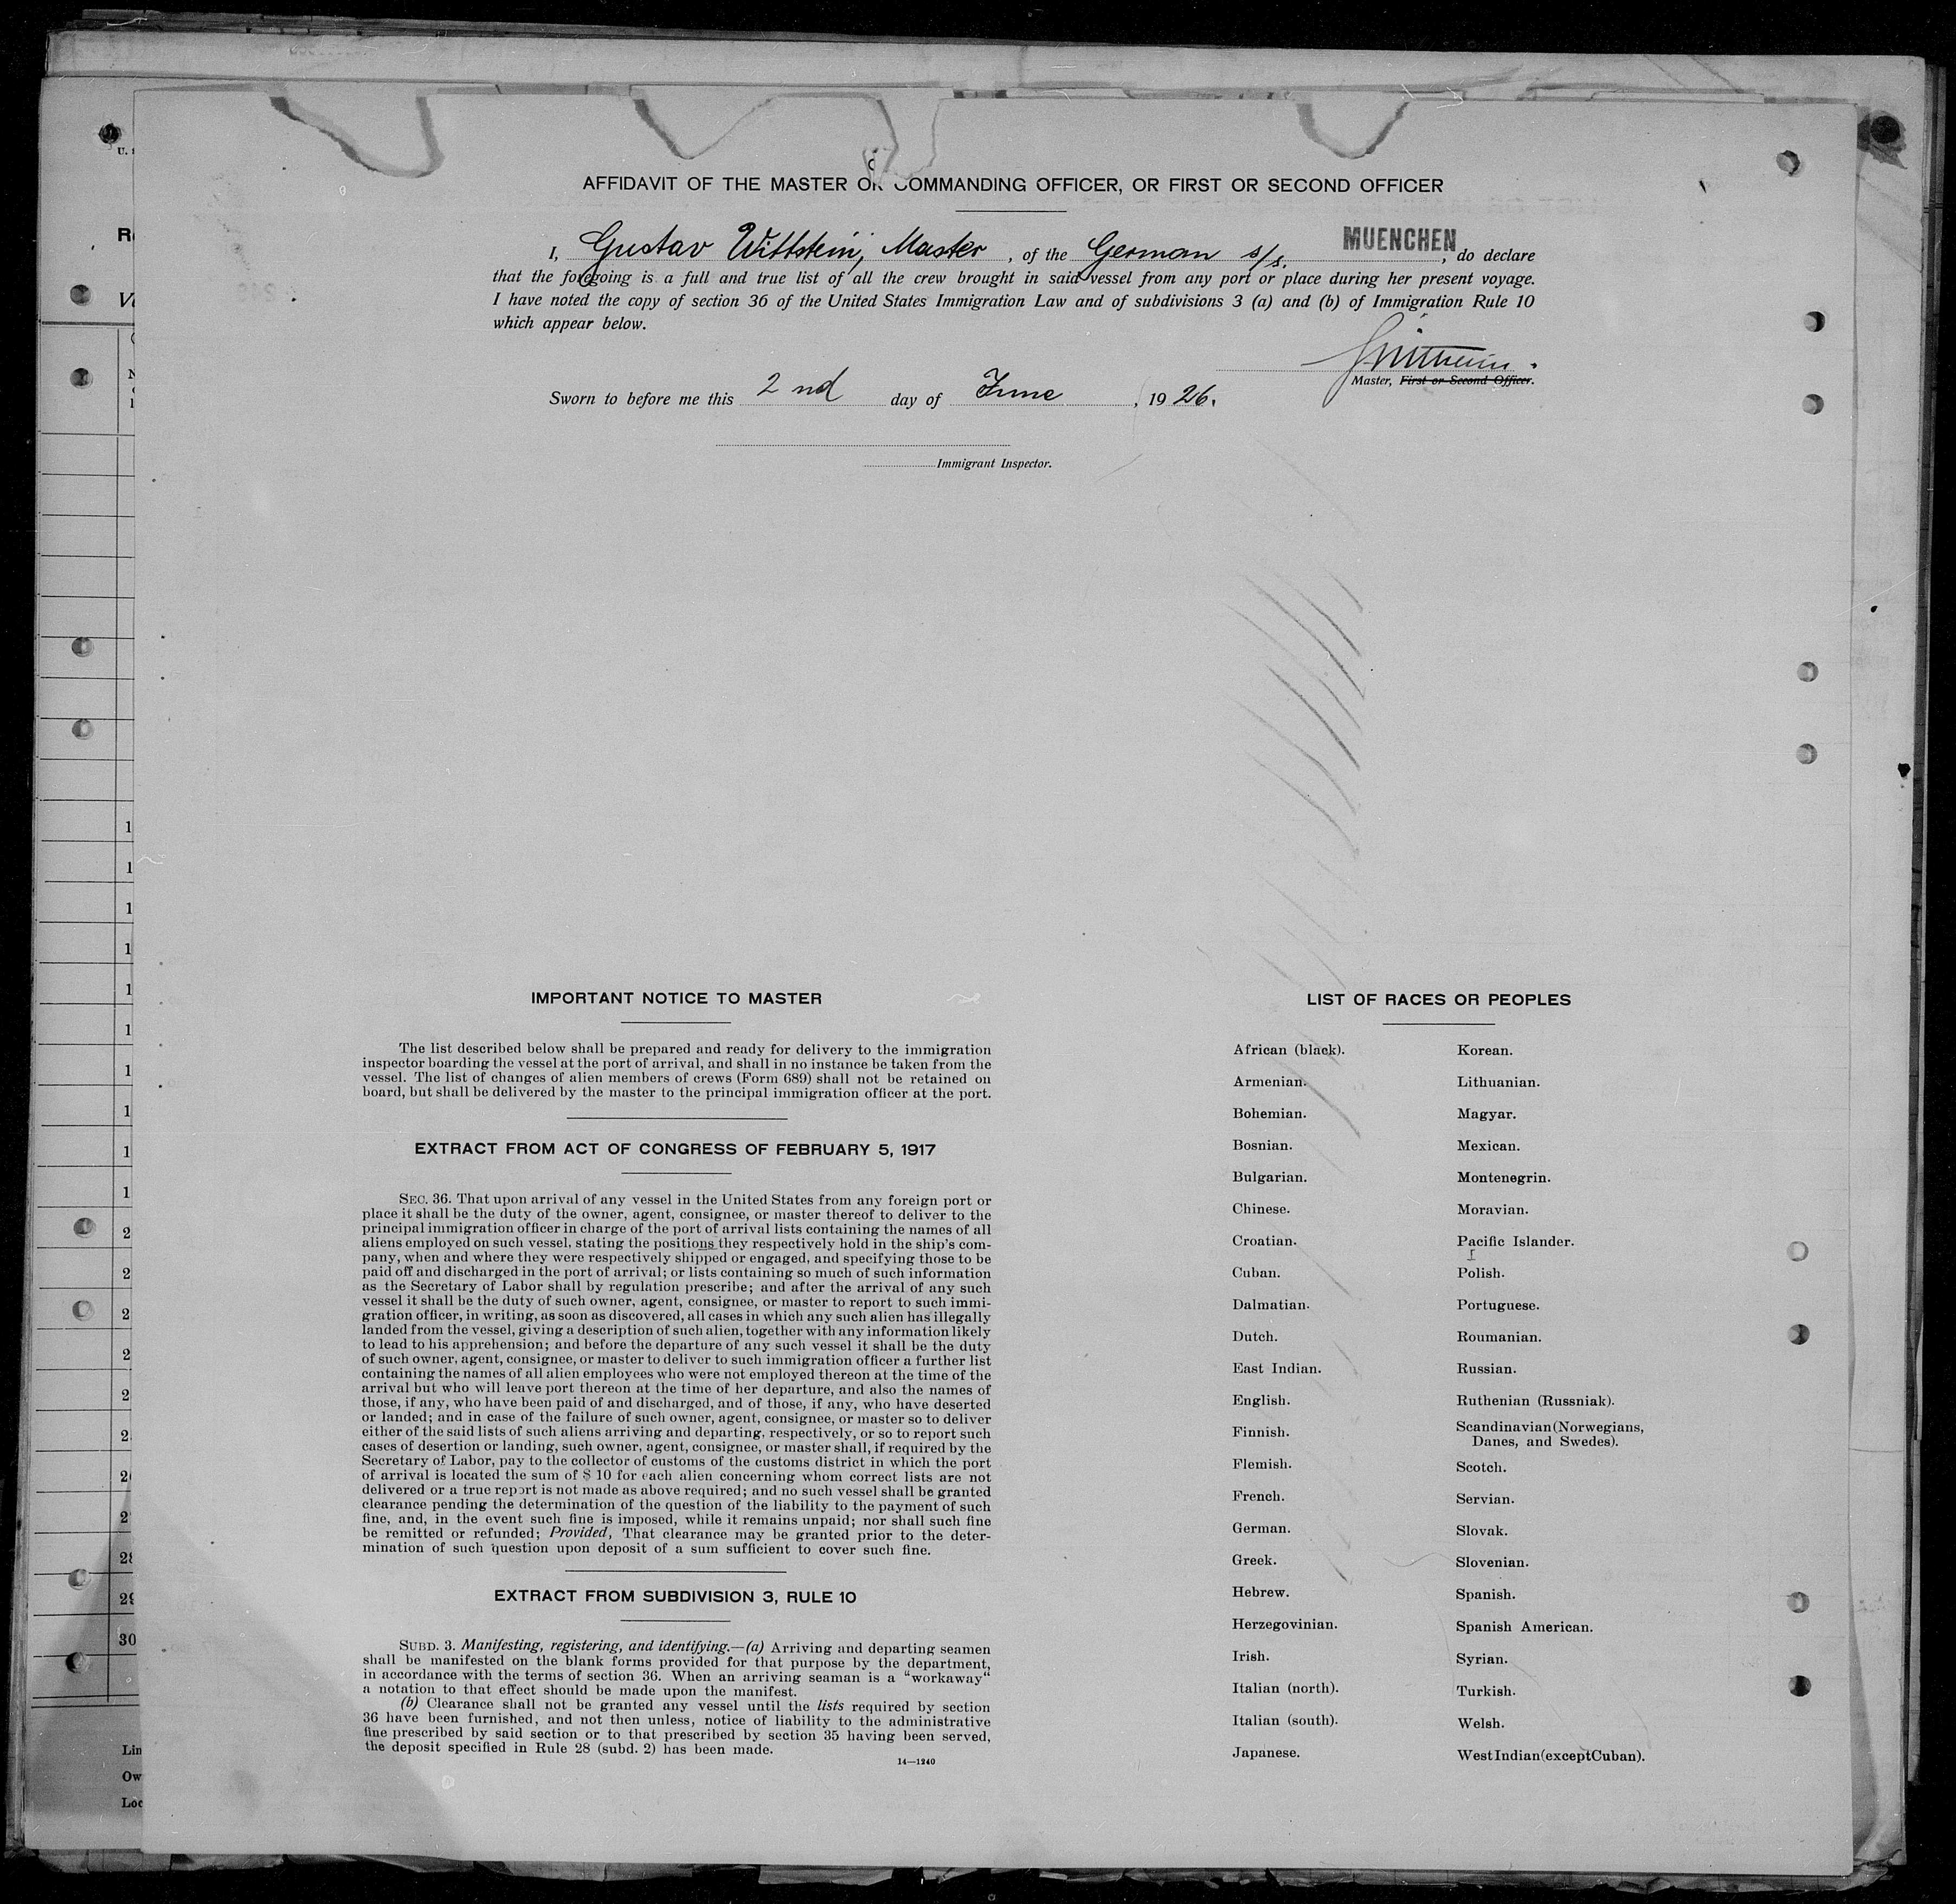 AFFIDAVIT OF THE MASTER OR COMMANDING OFFICER, OR FIRST OR SECOND OFFICER
I, Gustav Wittstein, Master, of the German s/s. MUENCHEN, do declare
that the foregoing is a full and true list of all the crew brought in said vessel from any port or place during her present voyage.
I have noted the copy of section 36 of the United States Immigration Law and of subdivisions 3 (a) and (b) of Immigration Rule 10
which appear below.
Master, First or Second Officer.
Sworn to before me this 2nd day of June, 1926.
Immigrant Inspector.
IMPORTANT NOTICE TO MASTER
The list described below shall be prepared and ready for delivery to the immigration
inspector boarding the vessel at the port of arrival, and shall in no instance be taken from the
vessel. The list of changes of alien members of crews (Form 689) shall not be retained on
board, but shall be delivered by the master to the principal immigration officer at the port.
EXTRACT FROM ACT OF CONGRESS OF FEBRUARY 5, 1917
SEC. 36. That upon arrival of any vessel in the United States from any foreign port or
place it shall be the duty of the owner, agent, consignee, or master thereof to deliver to the
principal immigration officer in charge of the port of arrival lists containing the names of all
aliens employed on such vessel, stating the positions they respectively hold in the ship's com-
pany, when and where they were respectively shipped or engaged, and specifying those to be
paid off and discharged in the port of arrival; or lists containing so much of such information
as the Secretary of Labor shall by regulation prescribe; and after the arrival of any such
vessel it shall be the duty of such owner, agent, consignee, or master to report to such immi-
gration officer, in writing, as soon as discovered, all cases in which any such alien has illegally
landed from the vessel, giving a description of such alien, together with any information likely
to lead to his apprehension; and before the departure of any such vessel it shall be the duty
of such owner, agent, consignee, or master to deliver to such immigration officer a further list
containing the names of all alien employees who were not employed thereon at the time of the
arrival but who will leave port thereon at the time of her departure, and also the names of
those, if any, who have been paid of and discharged, and of those, if any, who have deserted
or landed; and in case of the failure of such owner, agent, consignee, or master so to deliver
either of the said lists of such aliens arriving and departing, respectively, or so to report such
cases of desertion or landing, such owner, agent, consignee, or master shall, if required by the
Secretary of Labor, pay to the collector of customs of the customs district in which the port
of arrival is located the sum of $ 10 for each alien concerning whom correct lists are not
delivered or a true report is not made as above required; and no such vessel shall be granted
clearance pending the determination of the question of the liability to the payment of such
fine, and, in the event such fine is imposed, while it remains unpaid; nor shall such fine
be remitted or refunded; Provided, That clearance may be granted prior to the deter-
mination of such question upon deposit of a sum sufficient to cover such fine.
EXTRACT FROM SUBDIVISION 3, RULE 10
SUBD. 3. Manifesting, registering, and identifying.—(a) Arriving and departing seamen
shall be manifested on the blank forms provided for that purpose by the department,
in accordance with the terms of section 36. When an arriving seaman is a “workaway“
a notation to that effect should be made upon the manifest.
(b) Clearance shall not be granted any vessel until the lists required by section
36 have been furnished, and not then unless, notice of liability to the administrative
fine prescribed by said section or to that prescribed by section 35 having been served,
the deposit specified in Rule 28 (subd. 2) has been made.
14—1240
LIST OF RACES OR PEOPLES
African (black).
Armenian.
Bohemian.
Bosnian.
Bulgarian.
Chinese.
Croatian.
Cuban.
Dalmatian.
Dutch.
East Indian.
English.
Finnish.
Flemish.
French.
German.
Greek.
Hebrew.
Herzegovinian.
Irish.
Italian (north).
Italian (south).
Japanese.
Korean.
Lithuanian.
Magyar.
Mexican.
Montenegrin.
Moravian.
Pacific Islander.
Polish.
Portuguese.
Roumanian.
Russian.
Ruthenian (Russniak).
Scandinavian (Norwegians,
Danes, and Swedes).
Scotch.
Servian.
Slovak.
Slovenian.
Spanish.
Spanish American.
Syrian.
Turkish.
Welsh.
West Indian (except Cuban).